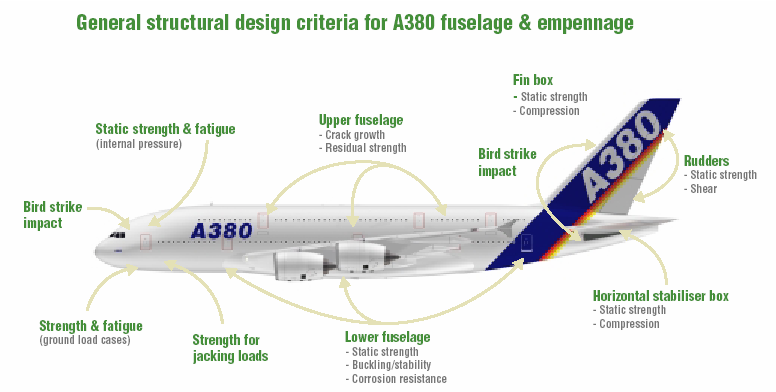 General structural design criteria for A380 fuselage & empennage
Fin box
- Static strength
- Compression
Static strength & fatigue
(internal pressure)
Upper fuselage
- Crack growth
- Residual strength
Bird strike
impact
Rudders
- Static strength
- Shear
Bird strike
impact
A380
A380
Horizontal stabiliser box
- Static strength
- Compression
Strength & fatigue
(ground load cases)
Strength for
jacking loads
Lower fuselage
- Static strength
- Buckling/stability
- Corrosion resistance